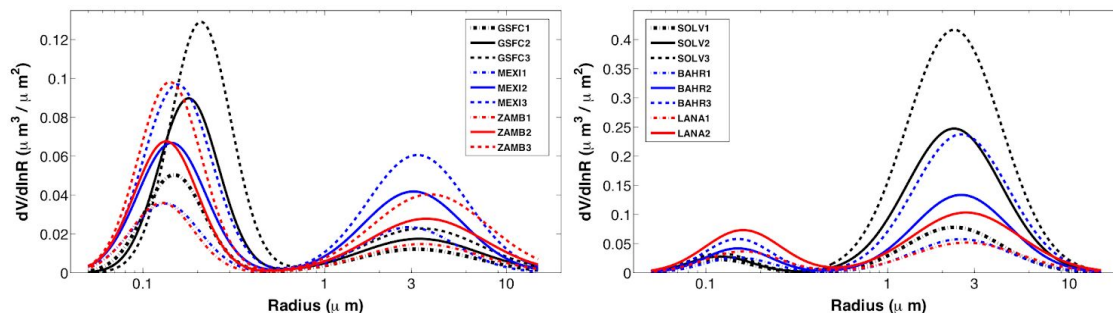 0.12
0.1
0.08
0.06
0.04
0.02
0
dV/dlnR (μ m³ / μ m²)
0.1
1
3
10
Radius (μ m)
GSFC1
GSFC2
GSFC3
MEXI1
MEXI2
MEXI3
ZAMB1
ZAMB2
ZAMB3
0.4
0.35
0.3
0.25
0.2
0.15
0.1
0.05
0
dV/dlnR (μ m³ / μ m²)
0.1
1
3
10
Radius (μ m)
SOLV1
SOLV2
SOLV3
BAHR1
BAHR2
BAHR3
LANA1
LANA2